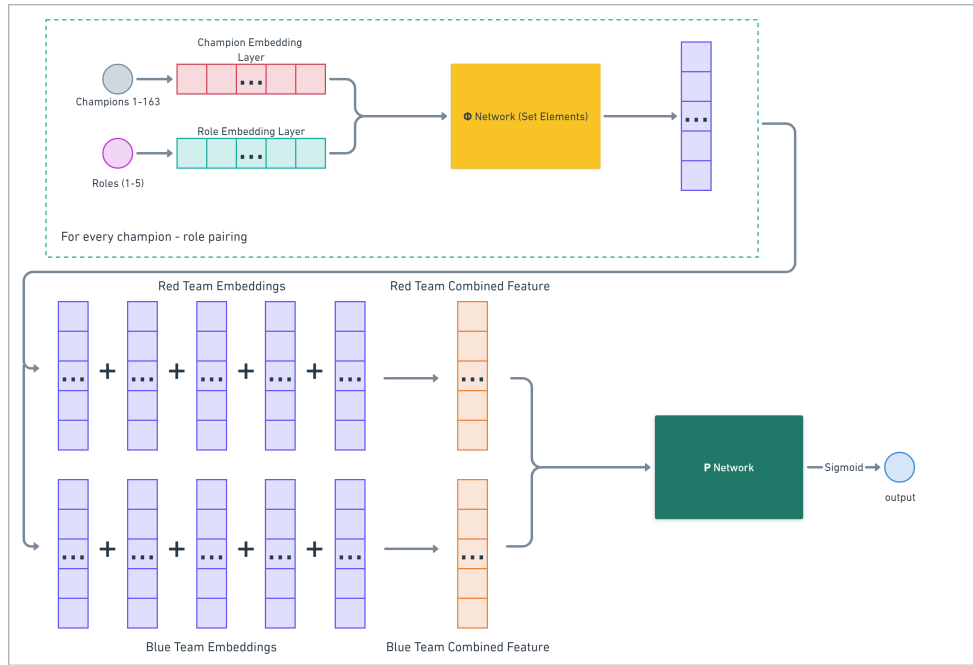 Champion Embedding
Layer
...
Champions 1-163
Φ Network (Set Elements)
...
Role Embedding Layer
...
Roles (1-5)
For every champion - role pairing
Red Team Embeddings
Red Team Combined Feature
... + ... + ... + ... + ...
...
P Network
Sigmoid
output
... + ... + ... + ... + ...
...
Blue Team Embeddings
Blue Team Combined Feature